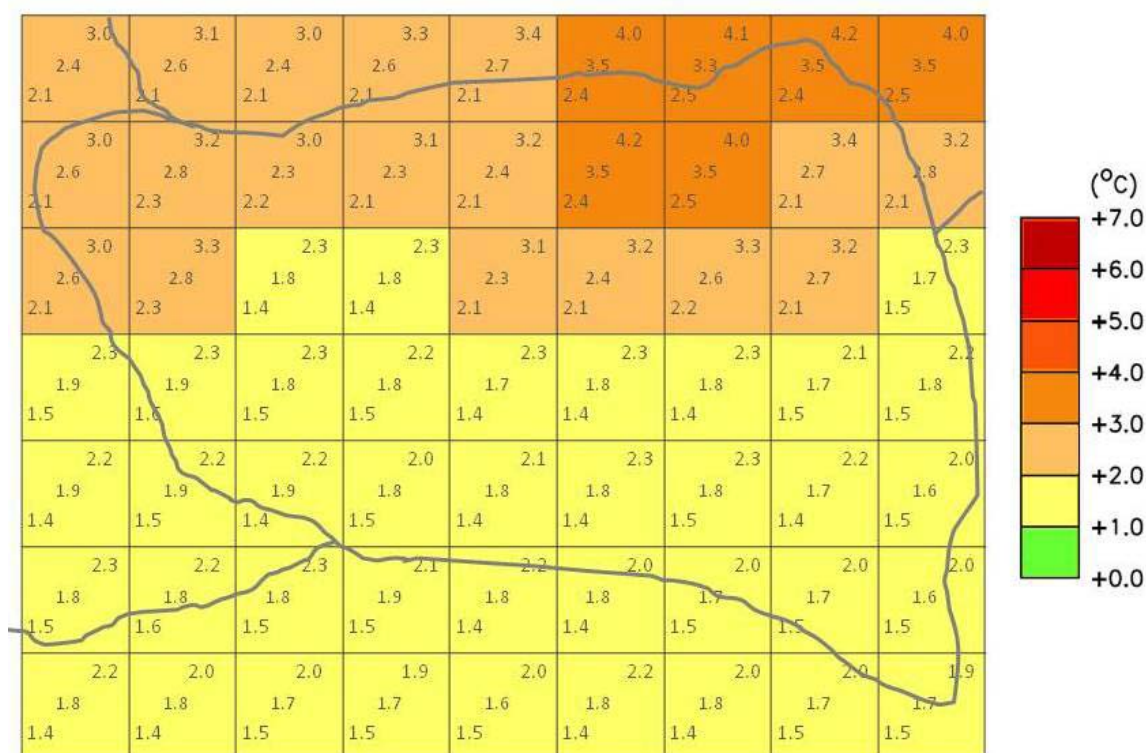 3.0 3.1 3.0 3.3 3.4 4.0 4.1 4.2 4.0
2.4 2.6 2.4 2.6 2.7 3.5 3.3 3.5 3.5
2.1 2.1 2.1 2.1 2.1 2.4 2.5 2.4 2.5
3.0 3.2 3.0 3.1 3.2 4.2 4.0 3.4 3.2
2.6 2.8 2.3 2.3 2.4 3.5 3.5 2.7 2.8
2.1 2.3 2.2 2.1 2.1 2.4 2.5 2.1 2.1
3.0 3.3 2.3 2.3 3.1 3.2 3.3 3.2 2.3
2.6 2.8 1.8 1.8 2.3 2.4 2.6 2.7 1.7
2.1 2.3 1.4 1.4 2.1 2.1 2.2 2.1 1.5
2.3 2.3 2.3 2.2 2.3 2.3 2.3 2.1 2.2
1.9 1.9 1.8 1.8 1.7 1.8 1.8 1.7 1.8
1.5 1.6 1.5 1.5 1.4 1.4 1.4 1.5 1.5
2.2 2.2 2.2 2.0 2.1 2.3 2.3 2.2 2.0
1.9 1.9 1.9 1.8 1.8 1.8 1.8 1.7 1.6
1.4 1.5 1.4 1.5 1.4 1.4 1.5 1.4 1.5
2.3 2.2 2.3 2.1 2.2 2.0 2.0 2.0 2.0
1.8 1.8 1.8 1.9 1.8 1.8 1.7 1.7 1.6
1.5 1.6 1.5 1.5 1.4 1.4 1.5 1.5 1.5
2.2 2.0 2.0 1.9 2.0 2.2 2.0 2.0 1.9
1.8 1.8 1.7 1.7 1.6 1.8 1.8 1.7 1.7
1.4 1.4 1.5 1.5 1.5 1.4 1.5 1.5 1.5
(°C)
+7.0
+6.0
+5.0
+4.0
+3.0
+2.0
+1.0
+0.0